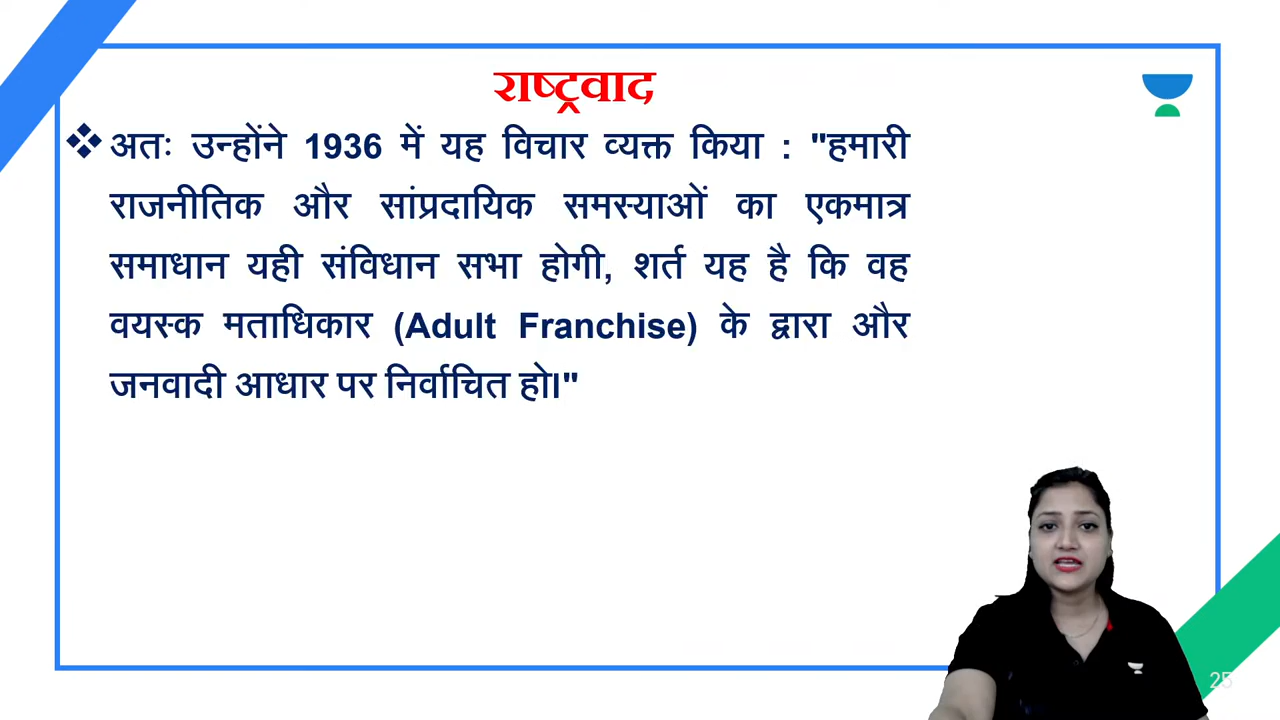 राष्ट्रवाद
❖ अतः उन्होंने 1936 में यह विचार व्यक्त किया : "हमारी
राजनीतिक और सांप्रदायिक समस्याओं का एकमात्र
समाधान यही संविधान सभा होगी, शर्त यह है कि वह
वयस्क मताधिकार (Adult Franchise) के द्वारा और
जनवादी आधार पर निर्वाचित हो।"
25